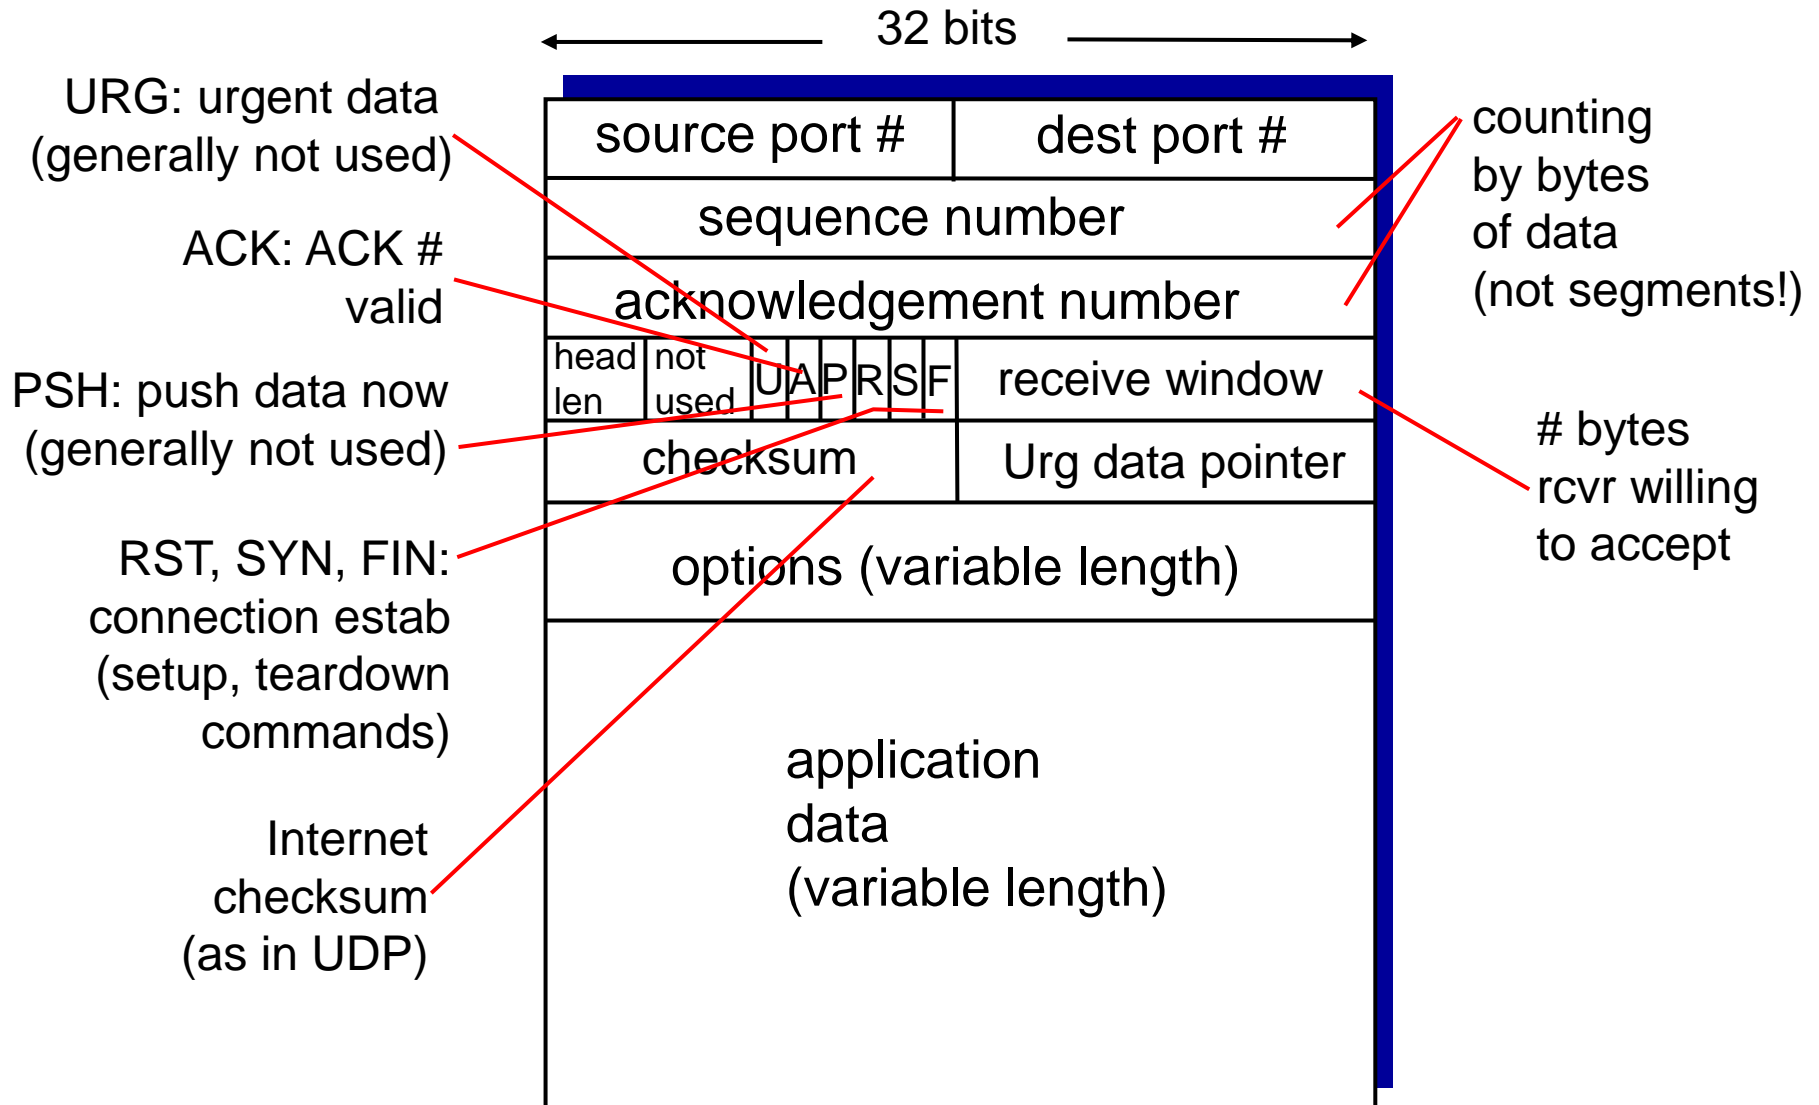 32 bits
URG: urgent data
(generally not used)
ACK: ACK #
valid
PSH: push data now
(generally not used)
RST, SYN, FIN:
connection estab
(setup, teardown
commands)
Internet
checksum
(as in UDP)
source port #
dest port #
sequence number
acknowledgement number
head
len
not
used
U
A
P
R
S
F
receive window
checksum
Urg data pointer
options (variable length)
application
data
(variable length)
counting
by bytes
of data
(not segments!)
# bytes
rcvr willing
to accept